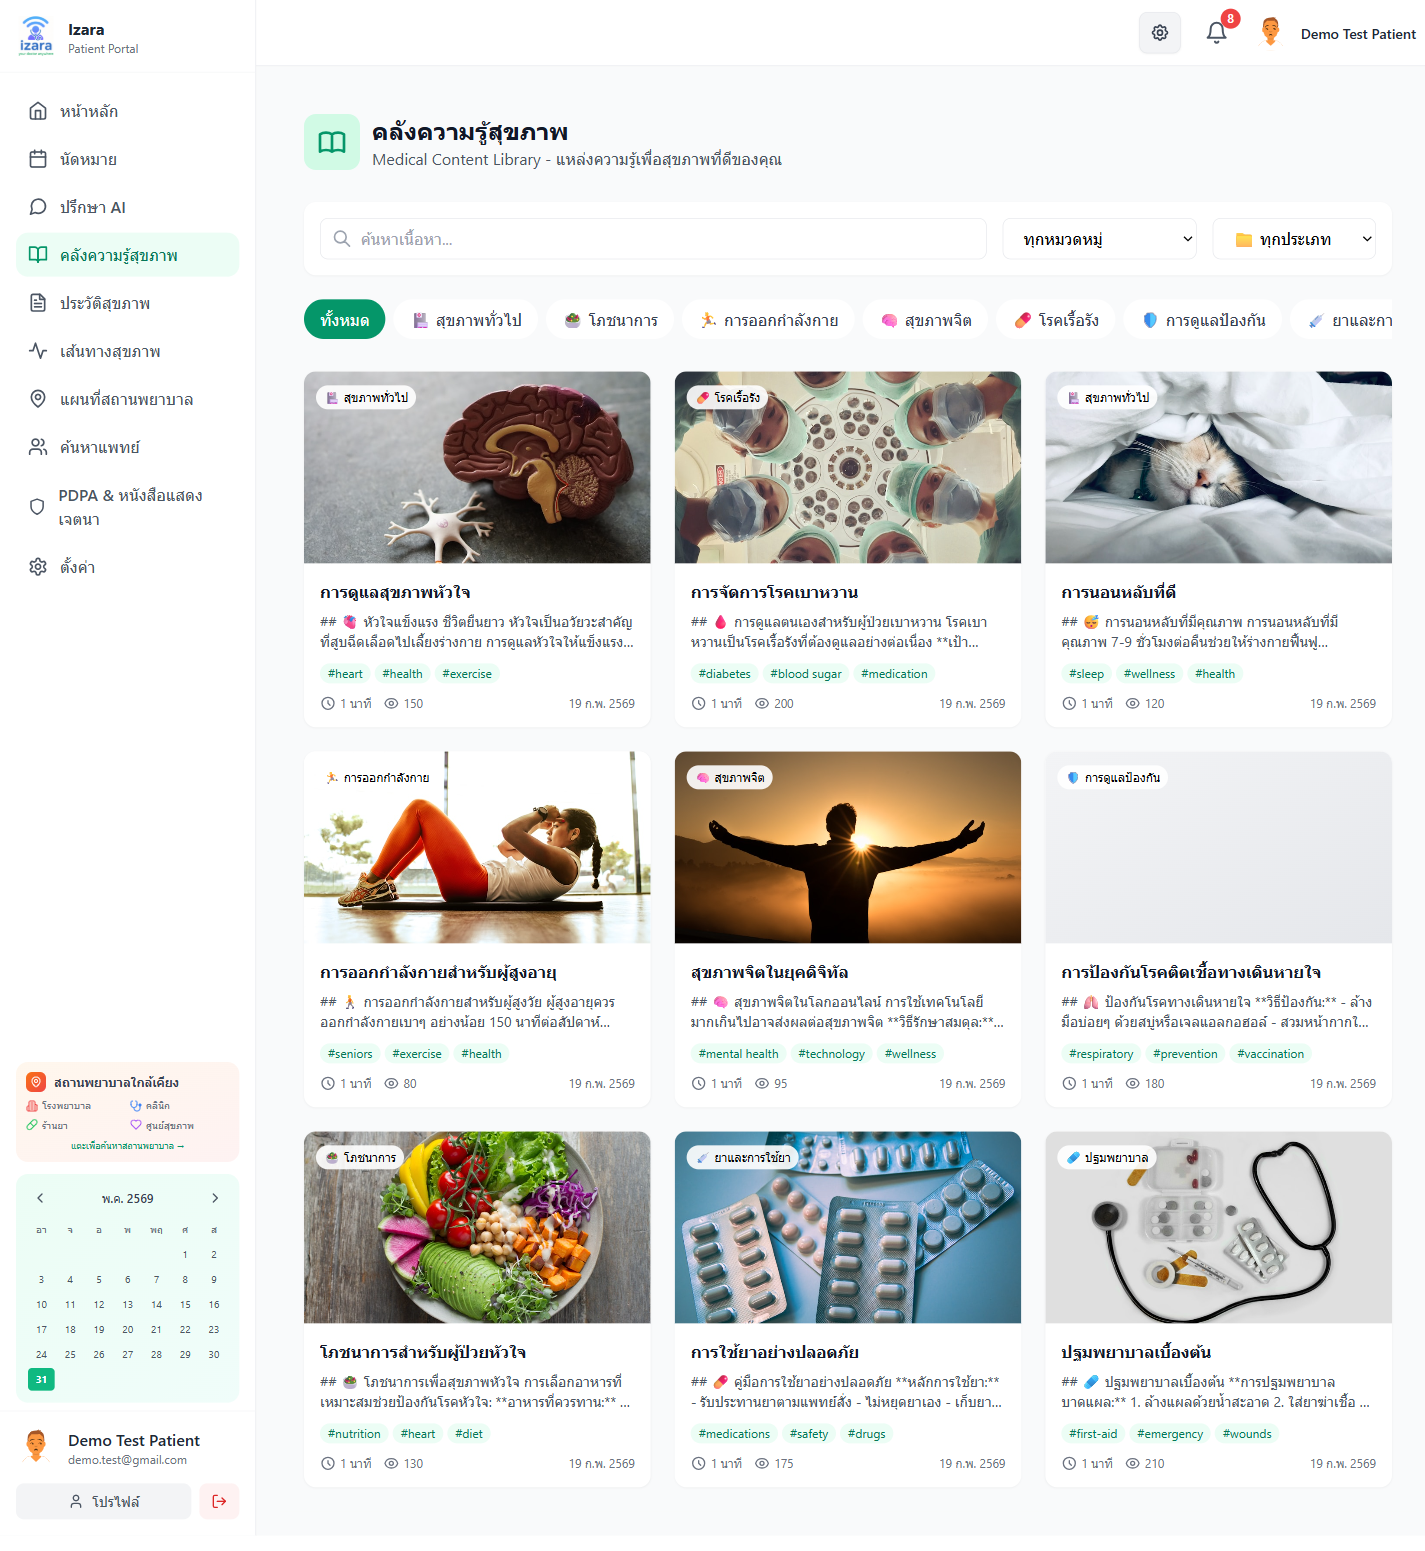 izara
Izara
Patient Portal
8
Demo Test Patient
หน้าหลัก
นัดหมาย
ปรึกษา AI
คลังความรู้สุขภาพ
ประวัติสุขภาพ
เส้นทางสุขภาพ
แผนที่สถานพยาบาล
ค้นหาแพทย์
PDPA & หนังสือแสดง
เจตนา
ตั้งค่า
สถานพยาบาลใกล้เคียง
โรงพยาบาล
คลินิก
ร้านยา
ศูนย์สุขภาพ
แตะเพื่อค้นหาสถานพยาบาล →
พ.ค. 2569
อา จ อ พ พฤ ศ ส
1 2
3 4 5 6 7 8 9
10 11 12 13 14 15 16
17 18 19 20 21 22 23
24 25 26 27 28 29 30
31
Demo Test Patient
demo.test@gmail.com
โปรไฟล์
คลังความรู้สุขภาพ
Medical Content Library - แหล่งความรู้เพื่อสุขภาพที่ดีของคุณ
ค้นหาเนื้อหา...
ทุกหมวดหมู่
📁 ทุกประเภท
ทั้งหมด
🏥 สุขภาพทั่วไป
🥗 โภชนาการ
🏃 การออกกำลังกาย
🧠 สุขภาพจิต
💊 โรคเรื้อรัง
🛡️ การดูแลป้องกัน
💉 ยาและกา
🏥 สุขภาพทั่วไป
การดูแลสุขภาพหัวใจ
## 🫀 หัวใจแข็งแรง ชีวิตยืนยาว หัวใจเป็นอวัยวะสำคัญ
ที่สูบฉีดเลือดไปเลี้ยงร่างกาย การดูแลหัวใจให้แข็งแรง...
#heart #health #exercise
1 นาที 150 19 ก.พ. 2569
💊 โรคเรื้อรัง
การจัดการโรคเบาหวาน
## 🩸 การดูแลตนเองสำหรับผู้ป่วยเบาหวาน โรคเบา
หวานเป็นโรคเรื้อรังที่ต้องดูแลอย่างต่อเนื่อง **เป้า...
#diabetes #blood sugar #medication
1 นาที 200 19 ก.พ. 2569
🏥 สุขภาพทั่วไป
การนอนหลับที่ดี
## 😴 การนอนหลับที่มีคุณภาพ การนอนหลับที่มี
คุณภาพ 7-9 ชั่วโมงต่อคืนช่วยให้ร่างกายฟื้นฟู...
#sleep #wellness #health
1 นาที 120 19 ก.พ. 2569
🏃 การออกกำลังกาย
การออกกำลังกายสำหรับผู้สูงอายุ
## 🚶 การออกกำลังกายสำหรับผู้สูงวัย ผู้สูงอายุควร
ออกกำลังกายเบาๆ อย่างน้อย 150 นาทีต่อสัปดาห์...
#seniors #exercise #health
1 นาที 80 19 ก.พ. 2569
🧠 สุขภาพจิต
สุขภาพจิตในยุคดิจิทัล
## 🧠 สุขภาพจิตในโลกออนไลน์ การใช้เทคโนโลยี
มากเกินไปอาจส่งผลต่อสุขภาพจิต **วิธีรักษาสมดุล:**...
#mental health #technology #wellness
1 นาที 95 19 ก.พ. 2569
🛡️ การดูแลป้องกัน
การป้องกันโรคติดเชื้อทางเดินหายใจ
## 🫁 ป้องกันโรคทางเดินหายใจ **วิธีป้องกัน:** - ล้าง
มือบ่อยๆ ด้วยสบู่หรือเจลแอลกอฮอล์ - สวมหน้ากากใ...
#respiratory #prevention #vaccination
1 นาที 180 19 ก.พ. 2569
🥗 โภชนาการ
โภชนาการสำหรับผู้ป่วยหัวใจ
## 🥗 โภชนาการเพื่อสุขภาพหัวใจ การเลือกอาหารที่
เหมาะสมช่วยป้องกันโรคหัวใจ: **อาหารที่ควรทาน:** ...
#nutrition #heart #diet
1 นาที 130 19 ก.พ. 2569
💉 ยาและการใช้ยา
การใช้ยาอย่างปลอดภัย
## 💊 คู่มือการใช้ยาอย่างปลอดภัย **หลักการใช้ยา:**
- รับประทานยาตามแพทย์สั่ง - ไม่หยุดยาเอง - เก็บยา...
#medications #safety #drugs
1 นาที 175 19 ก.พ. 2569
🩹 ปฐมพยาบาล
ปฐมพยาบาลเบื้องต้น
## 🩹 ปฐมพยาบาลเบื้องต้น **การปฐมพยาบาล
บาดแผล:** 1. ล้างแผลด้วยน้ำสะอาด 2. ใส่ยาฆ่าเชื้อ ...
#first-aid #emergency #wounds
1 นาที 210 19 ก.พ. 2569